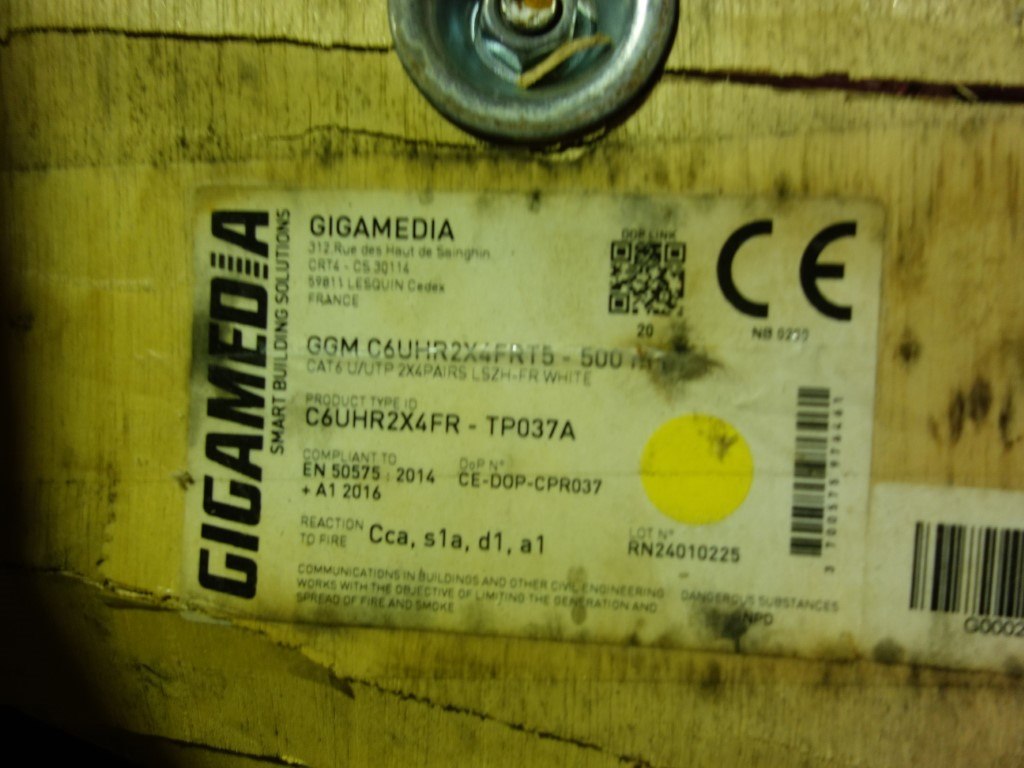 GIGAMEDIA
SMART BUILDING SOLUTIONS
GIGAMEDIA
312, Rue des Haut de Sainghin
CRT4 - CS 30114
59811 LESQUIN Cedex
FRANCE
DOP LINK
20
CE
NB
GGM C6UHR2X4FRT5 - 500
CAT6 U/UTP 2X4PAIRS LSZH-FR WHITE
PRODUCT TYPE ID
C6UHR2X4FR - TP037A
COMPLIANT TO
EN 50575 : 2014
+ A1 2016
DoP N°
CE-DOP-CPR037
REACTION
TO FIRE
Cca, s1a, d1, a1
LOT N°
RN24010225
COMMUNICATIONS IN BUILDINGS AND OTHER CIVIL ENGINEERING
WORKS WITH THE OBJECTIVE OF LIMITING THE GENERATION AND
SPREAD OF FIRE AND SMOKE
DANGEROUS SUBSTANCES
NPD
G0002